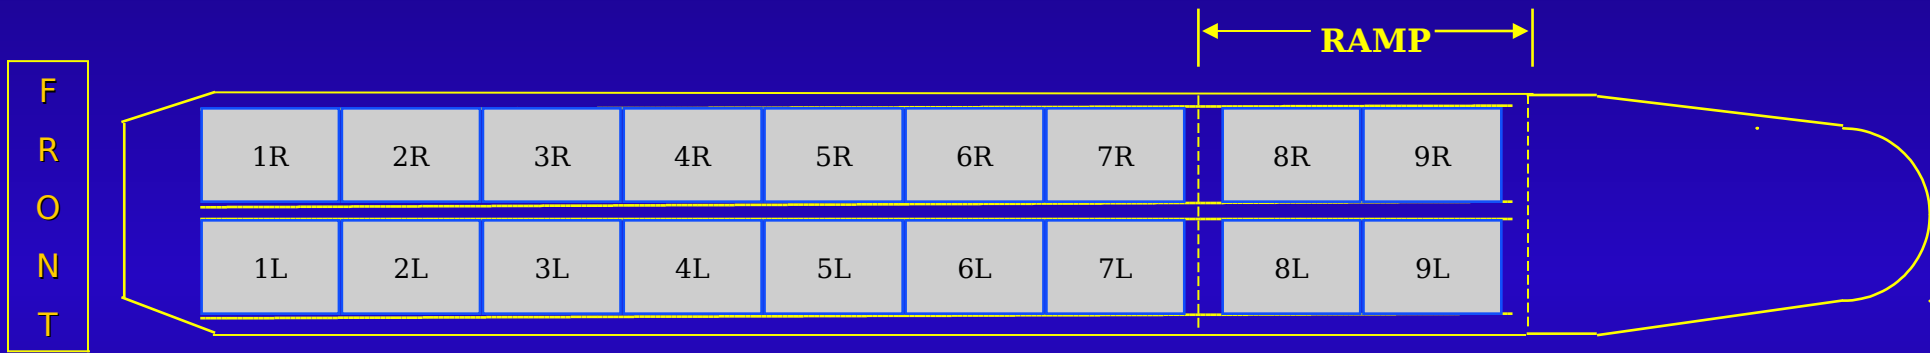 RAMP
F
R
O
N
T
1R 2R 3R 4R 5R 6R 7R 8R 9R
1L 2L 3L 4L 5L 6L 7L 8L 9L